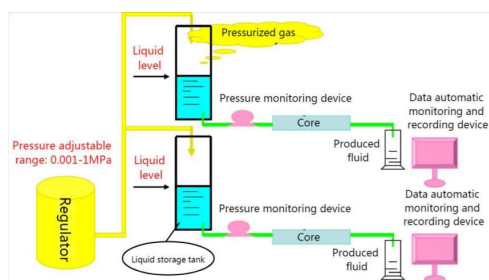 Pressurized gas
Liquid
level
Pressure monitoring device
Data automatic
monitoring and
recording device
Core
Produced
fluid
Pressure adjustable
range: 0.001-1MPa
Liquid
level
Regulator
Pressure monitoring device
Data automatic
monitoring and
recording device
Core
Produced
fluid
Liquid storage tank